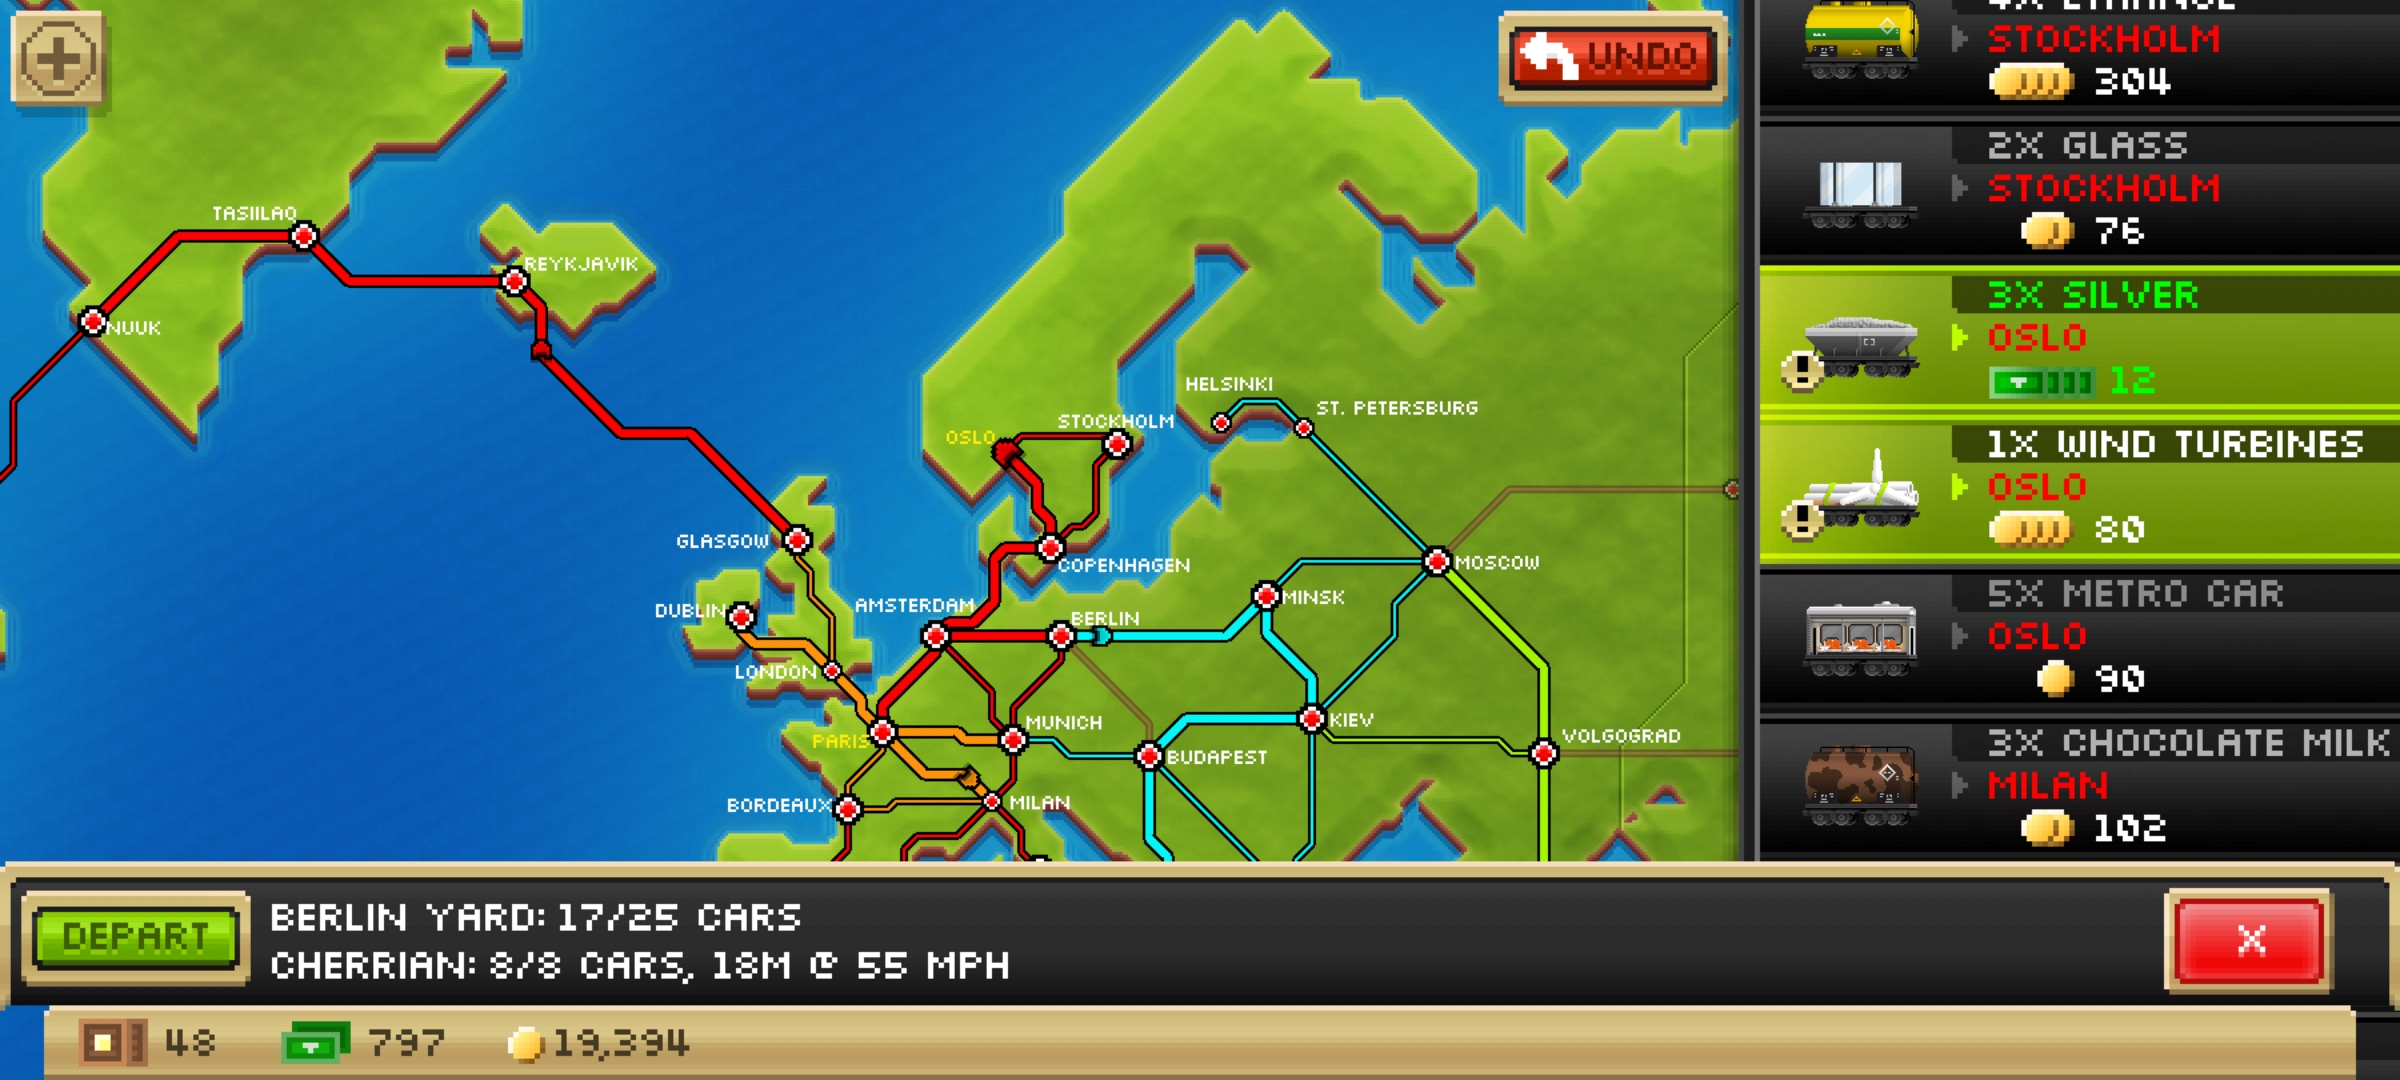 UNDO
TASIILAQ
REYKJAVIK
NUUK
HELSINKI
ST. PETERSBURG
STOCKHOLM
OSLO
GLASGOW
COPENHAGEN
MOSCOW
MINSK
DUBLIN
AMSTERDAM
BERLIN
LONDON
MUNICH
KIEV
PARIS
BUDAPEST
VOLGOGRAD
BORDEAUX
MILAN
4X ETHANOL
STOCKHOLM
304
2X GLASS
STOCKHOLM
76
3X SILVER
OSLO
12
1X WIND TURBINES
OSLO
80
5X METRO CAR
OSLO
90
3X CHOCOLATE MILK
MILAN
102
DEPART
BERLIN YARD: 17/25 CARS
CHERRIAN: 8/8 CARS, 18M @ 55 MPH
X
48
797
19,394